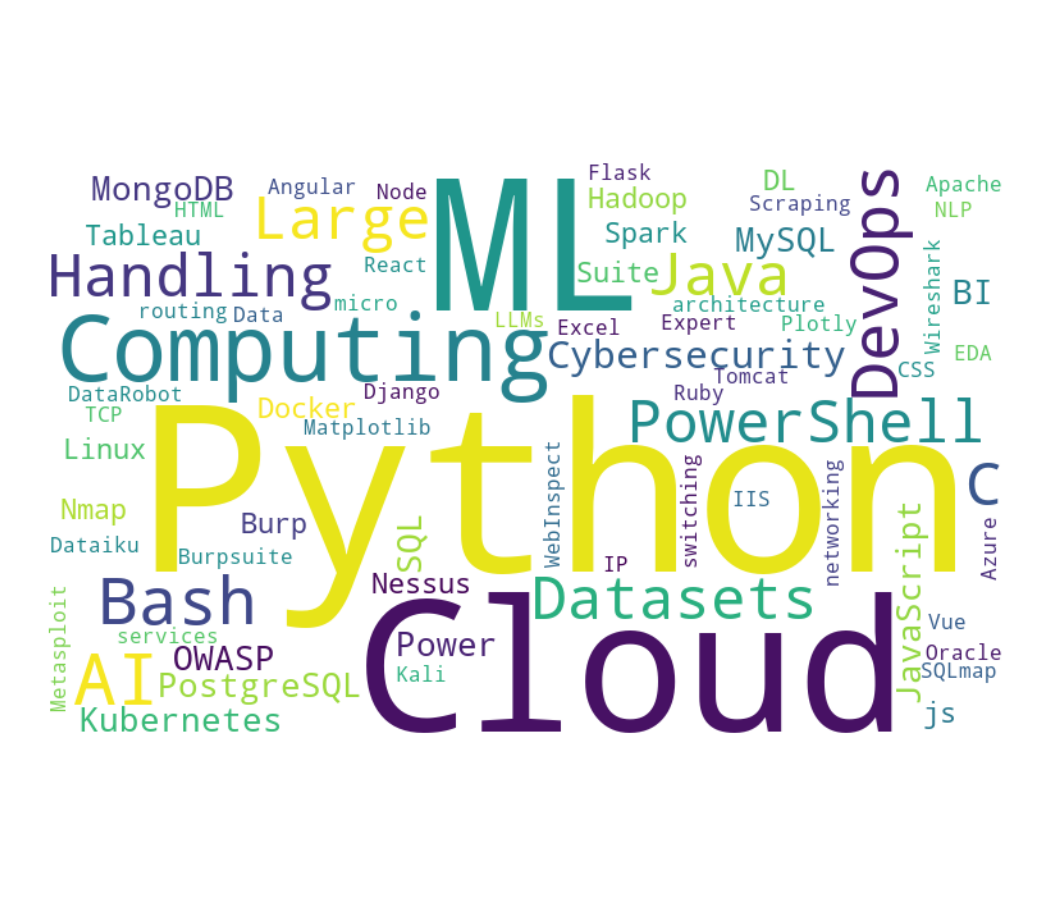 MongoDB
Angular
Node
ML
Flask
DL
DevOps
Apache
HTML
Large
Hadoop
Scraping
NLP
Tableau
Spark
MySQL
Wireshark
Handling
React
Suite
Java
BI
routing
Data
micro
architecture
Computing
LLMs
Excel
Expert
Plotly
Cybersecurity
EDA
CSS
Tomcat
DataRobot
Django
Ruby
TCP
Docker
Matplotlib
PowerShell
Linux
Python
WebInspect
switching
networking
C
Nmap
Burp
SQL
IIS
JavaScript
Azure
Dataiku
Burpsuite
IP
Bash
Nessus
Datasets
Metasploit
services
Cloud
Vue
AI
OWASP
Power
Oracle
PostgreSQL
Kali
SQLmap
Kubernetes
js